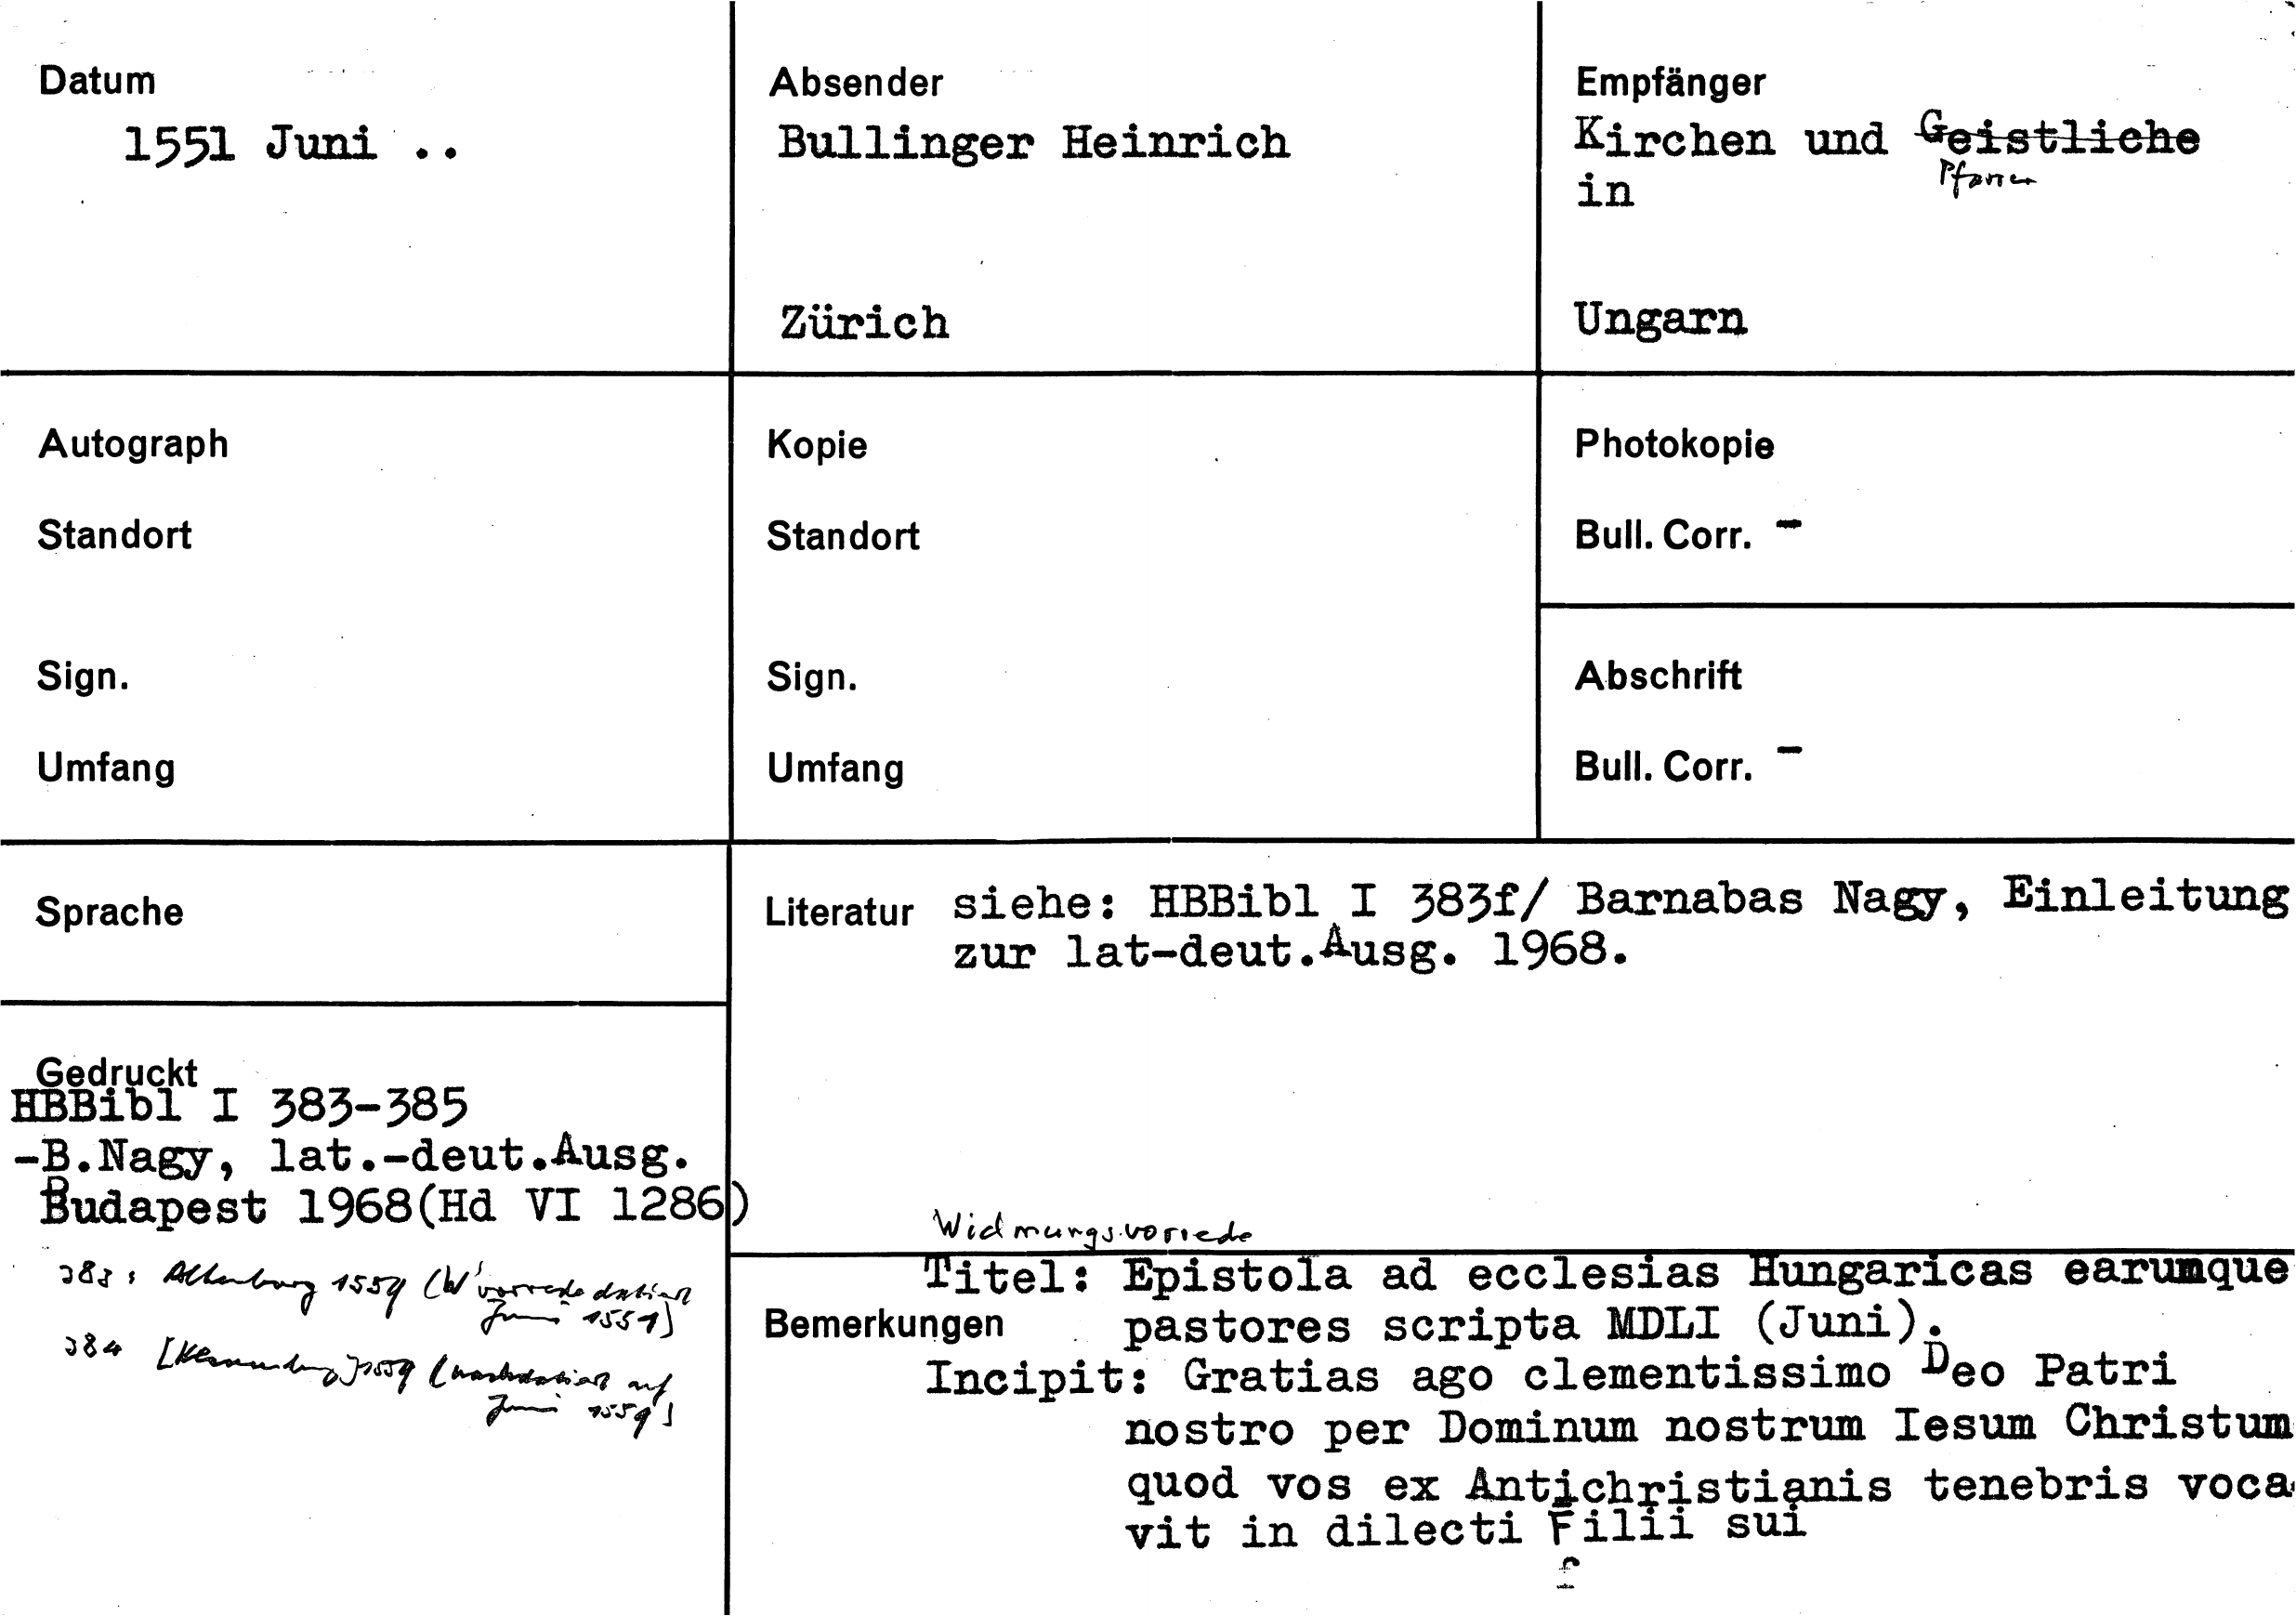 Datum
1551 Juni ..
Absender
Bullinger Heinrich
Zürich
Empfänger
Kirchen und Geistliche
Pfarrer
in
Ungarn
Autograph
Standort
Sign.
Umfang
Kopie
Standort
Sign.
Umfang
Photokopie
Bull. Corr. -
Abschrift
Bull. Corr. -
Sprache
Literatur siehe: HBBibl I 383f/ Barnabas Nagy, Einleitung
zur lat-deut.Ausg. 1968.
Gedruckt
HBBibl I 383-385
-B.Nagy, lat.-deut.Ausg.
Budapest 1968(Hd VI 1286)
383: Altenburg 1559 (W'vorrede datiert
Juni 1551)
384 1559 (nachdatiert auf
Juni 1559)
Widmungsvorrede
Titel: Epistola ad ecclesias Hungaricas earumque
Bemerkungen pastores scripta MDLI (Juni).
Incipit: Gratias ago clementissimo Deo Patri
nostro per Dominum nostrum Iesum Christum
quod vos ex Antichristianis tenebris voca
vit in dilecti Filii sui
f